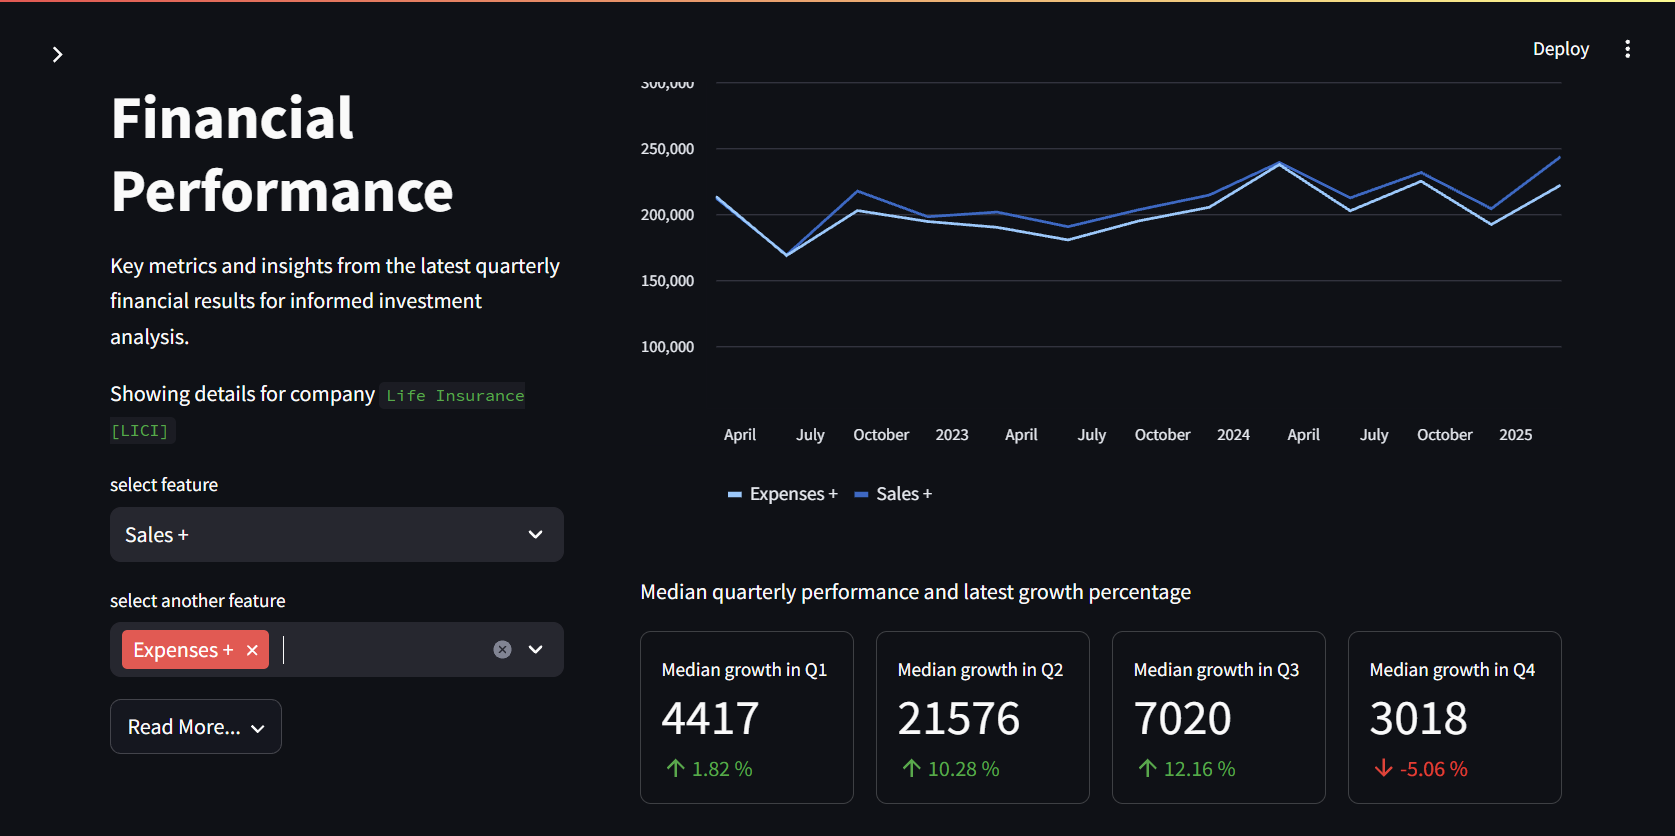 Deploy
Financial
Performance
Key metrics and insights from the latest quarterly
financial results for informed investment
analysis.
Showing details for company Life Insurance
[LICI]
select feature
Sales +
select another feature
Expenses +
Read More...
300,000
250,000
200,000
150,000
100,000
April July October 2023 April July October 2024 April July October 2025
Expenses + Sales +
Median quarterly performance and latest growth percentage
Median growth in Q1
4417
1.82 %
Median growth in Q2
21576
10.28 %
Median growth in Q3
7020
12.16 %
Median growth in Q4
3018
-5.06 %